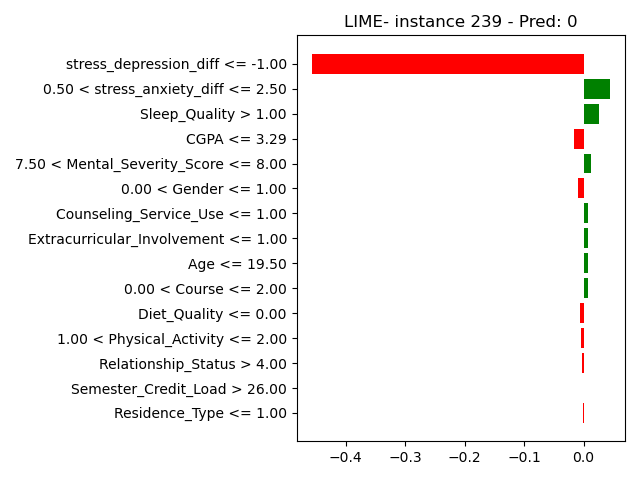 LIME- instance 239 - Pred: 0
stress_depression_diff <= -1.00
0.50 < stress_anxiety_diff <= 2.50
Sleep_Quality > 1.00
CGPA <= 3.29
7.50 < Mental_Severity_Score <= 8.00
0.00 < Gender <= 1.00
Counseling_Service_Use <= 1.00
Extracurricular_Involvement <= 1.00
Age <= 19.50
0.00 < Course <= 2.00
Diet_Quality <= 0.00
1.00 < Physical_Activity <= 2.00
Relationship_Status > 4.00
Semester_Credit_Load > 26.00
Residence_Type <= 1.00
−0.4 −0.3 −0.2 −0.1 0.0